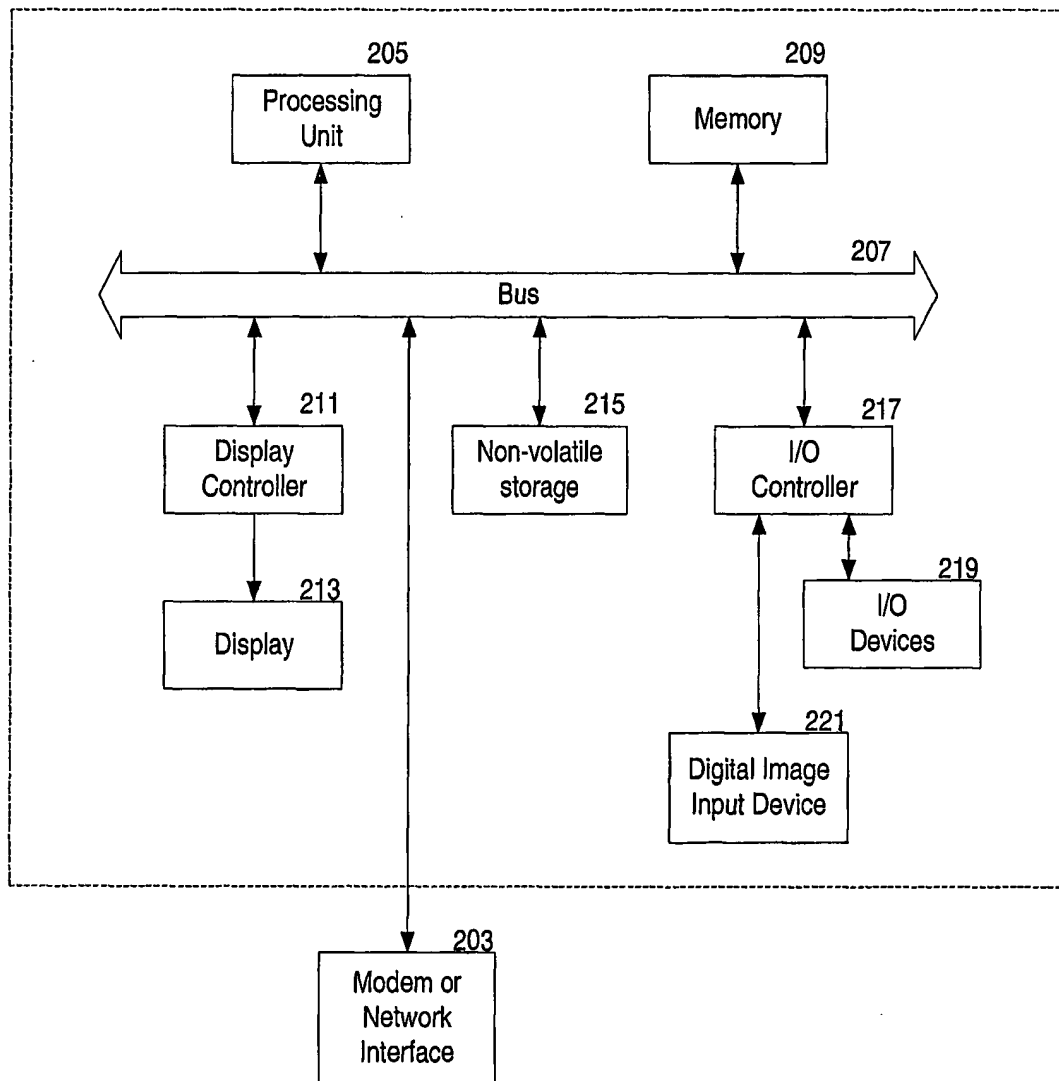 205
Processing
Unit
209
Memory
207
Bus
211
Display
Controller
215
Non-volatile
storage
217
I/O
Controller
213
Display
219
I/O
Devices
221
Digital Image
Input Device
203
Modem or
Network
Interface